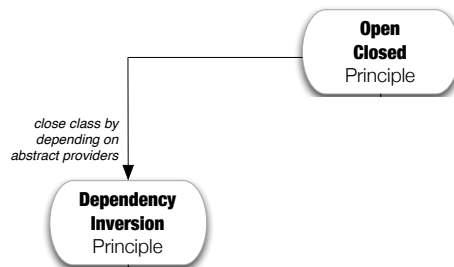 Open
Closed
Principle
close class by
depending on
abstract providers
Dependency
Inversion
Principle